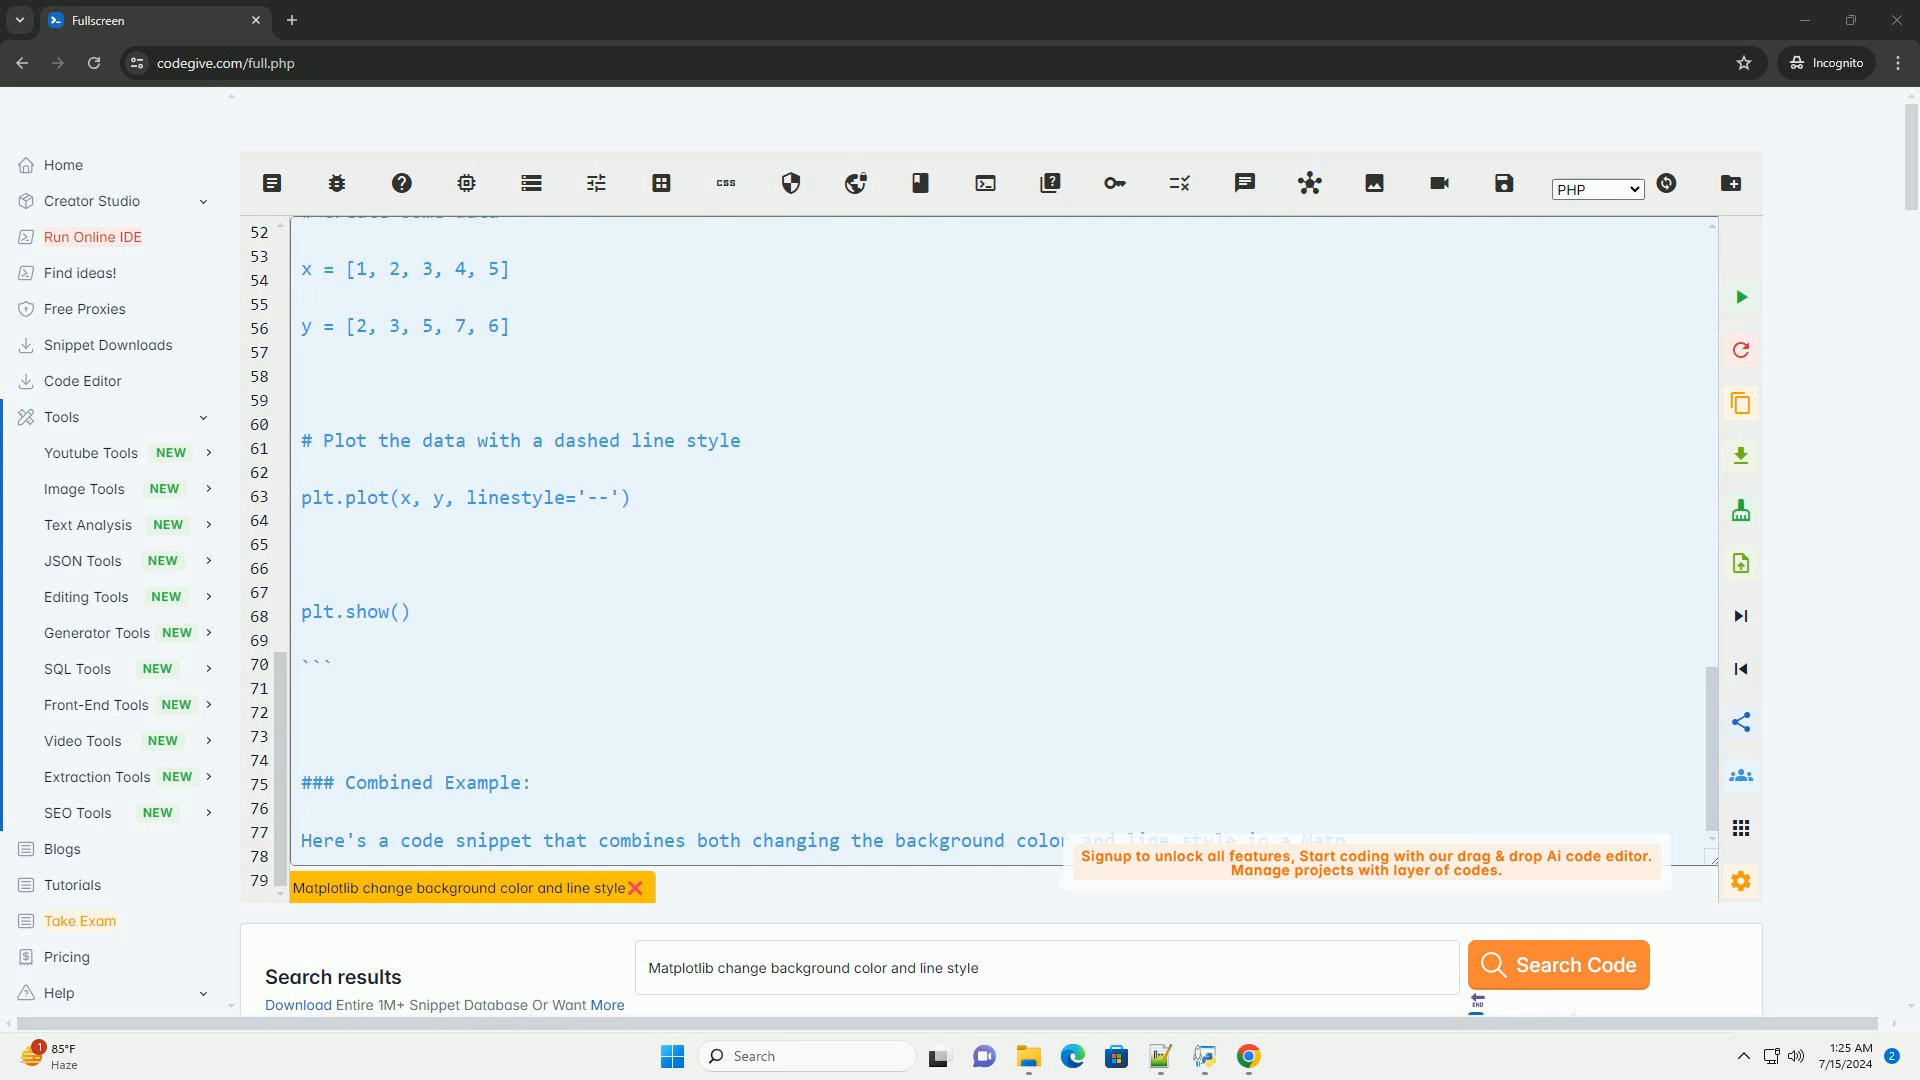 Fullscreen
codegive.com/full.php
Incognito
Home
Creator Studio
Run Online IDE
Find ideas!
Free Proxies
Snippet Downloads
Code Editor
Tools
Youtube Tools NEW
Image Tools NEW
Text Analysis NEW
JSON Tools NEW
Editing Tools NEW
Generator Tools NEW
SQL Tools NEW
Front-End Tools NEW
Video Tools NEW
Extraction Tools NEW
SEO Tools NEW
Blogs
Tutorials
Take Exam
Pricing
Help
css
PHP
52
53
54
55
56
57
58
59
60
61
62
63
64
65
66
67
68
69
70
71
72
73
74
75
76
77
78
79
x = [1, 2, 3, 4, 5]
y = [2, 3, 5, 7, 6]
# Plot the data with a dashed line style
plt.plot(x, y, linestyle='--')
plt.show()
```
### Combined Example:
Here's a code snippet that combines both changing the background color and line style in a Matp
Signup to unlock all features, Start coding with our drag & drop Ai code editor.
Manage projects with layer of codes.
Matplotlib change background color and line style
Search results
Download Entire 1M+ Snippet Database Or Want More
Matplotlib change background color and line style
Search Code
END
1
85°F
Haze
Search
1:25 AM
7/15/2024
2